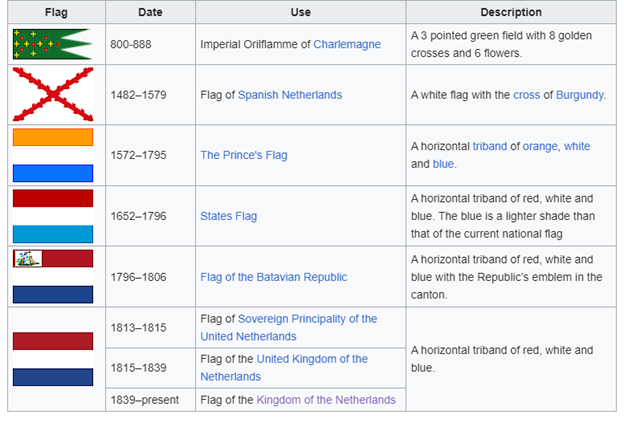 Flag Date Use Description
800-888 Imperial Oriflamme of Charlemagne A 3 pointed green field with 8 golden
crosses and 6 flowers.
1482–1579 Flag of Spanish Netherlands A white flag with the cross of Burgundy.
1572–1795 The Prince's Flag A horizontal triband of orange, white
and blue.
1652–1796 States Flag A horizontal triband of red, white and
blue. The blue is a lighter shade than
that of the current national flag
1796–1806 Flag of the Batavian Republic A horizontal triband of red, white and
blue with the Republic's emblem in the
canton.
1813–1815 Flag of Sovereign Principality of the
United Netherlands
1815–1839 Flag of the United Kingdom of the
Netherlands
A horizontal triband of red, white and
blue.
1839–present Flag of the Kingdom of the Netherlands